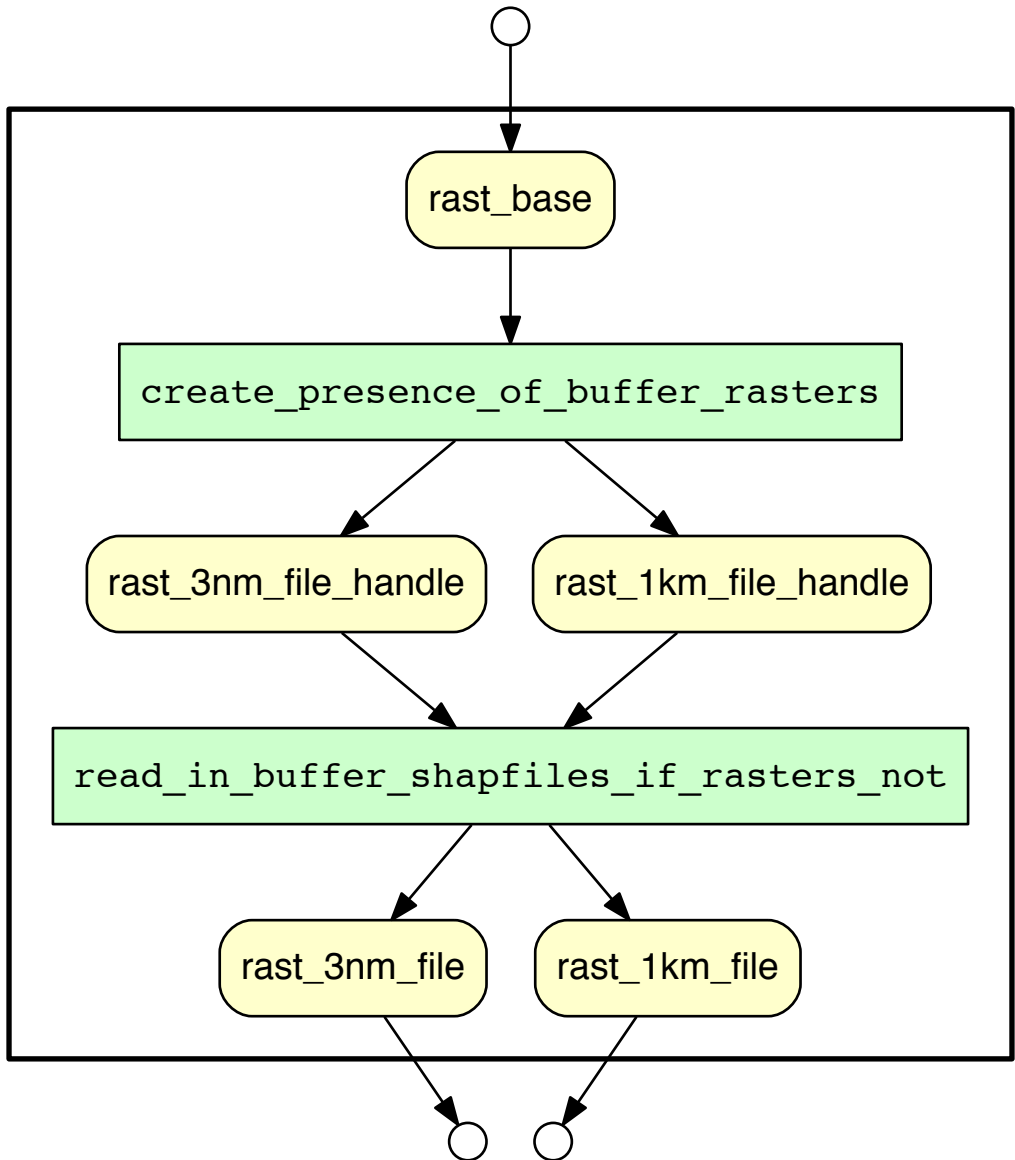 rast_base
create_presence_of_buffer_rasters
rast_3nm_file_handle
rast_1km_file_handle
read_in_buffer_shapfiles_if_rasters_not
rast_3nm_file
rast_1km_file